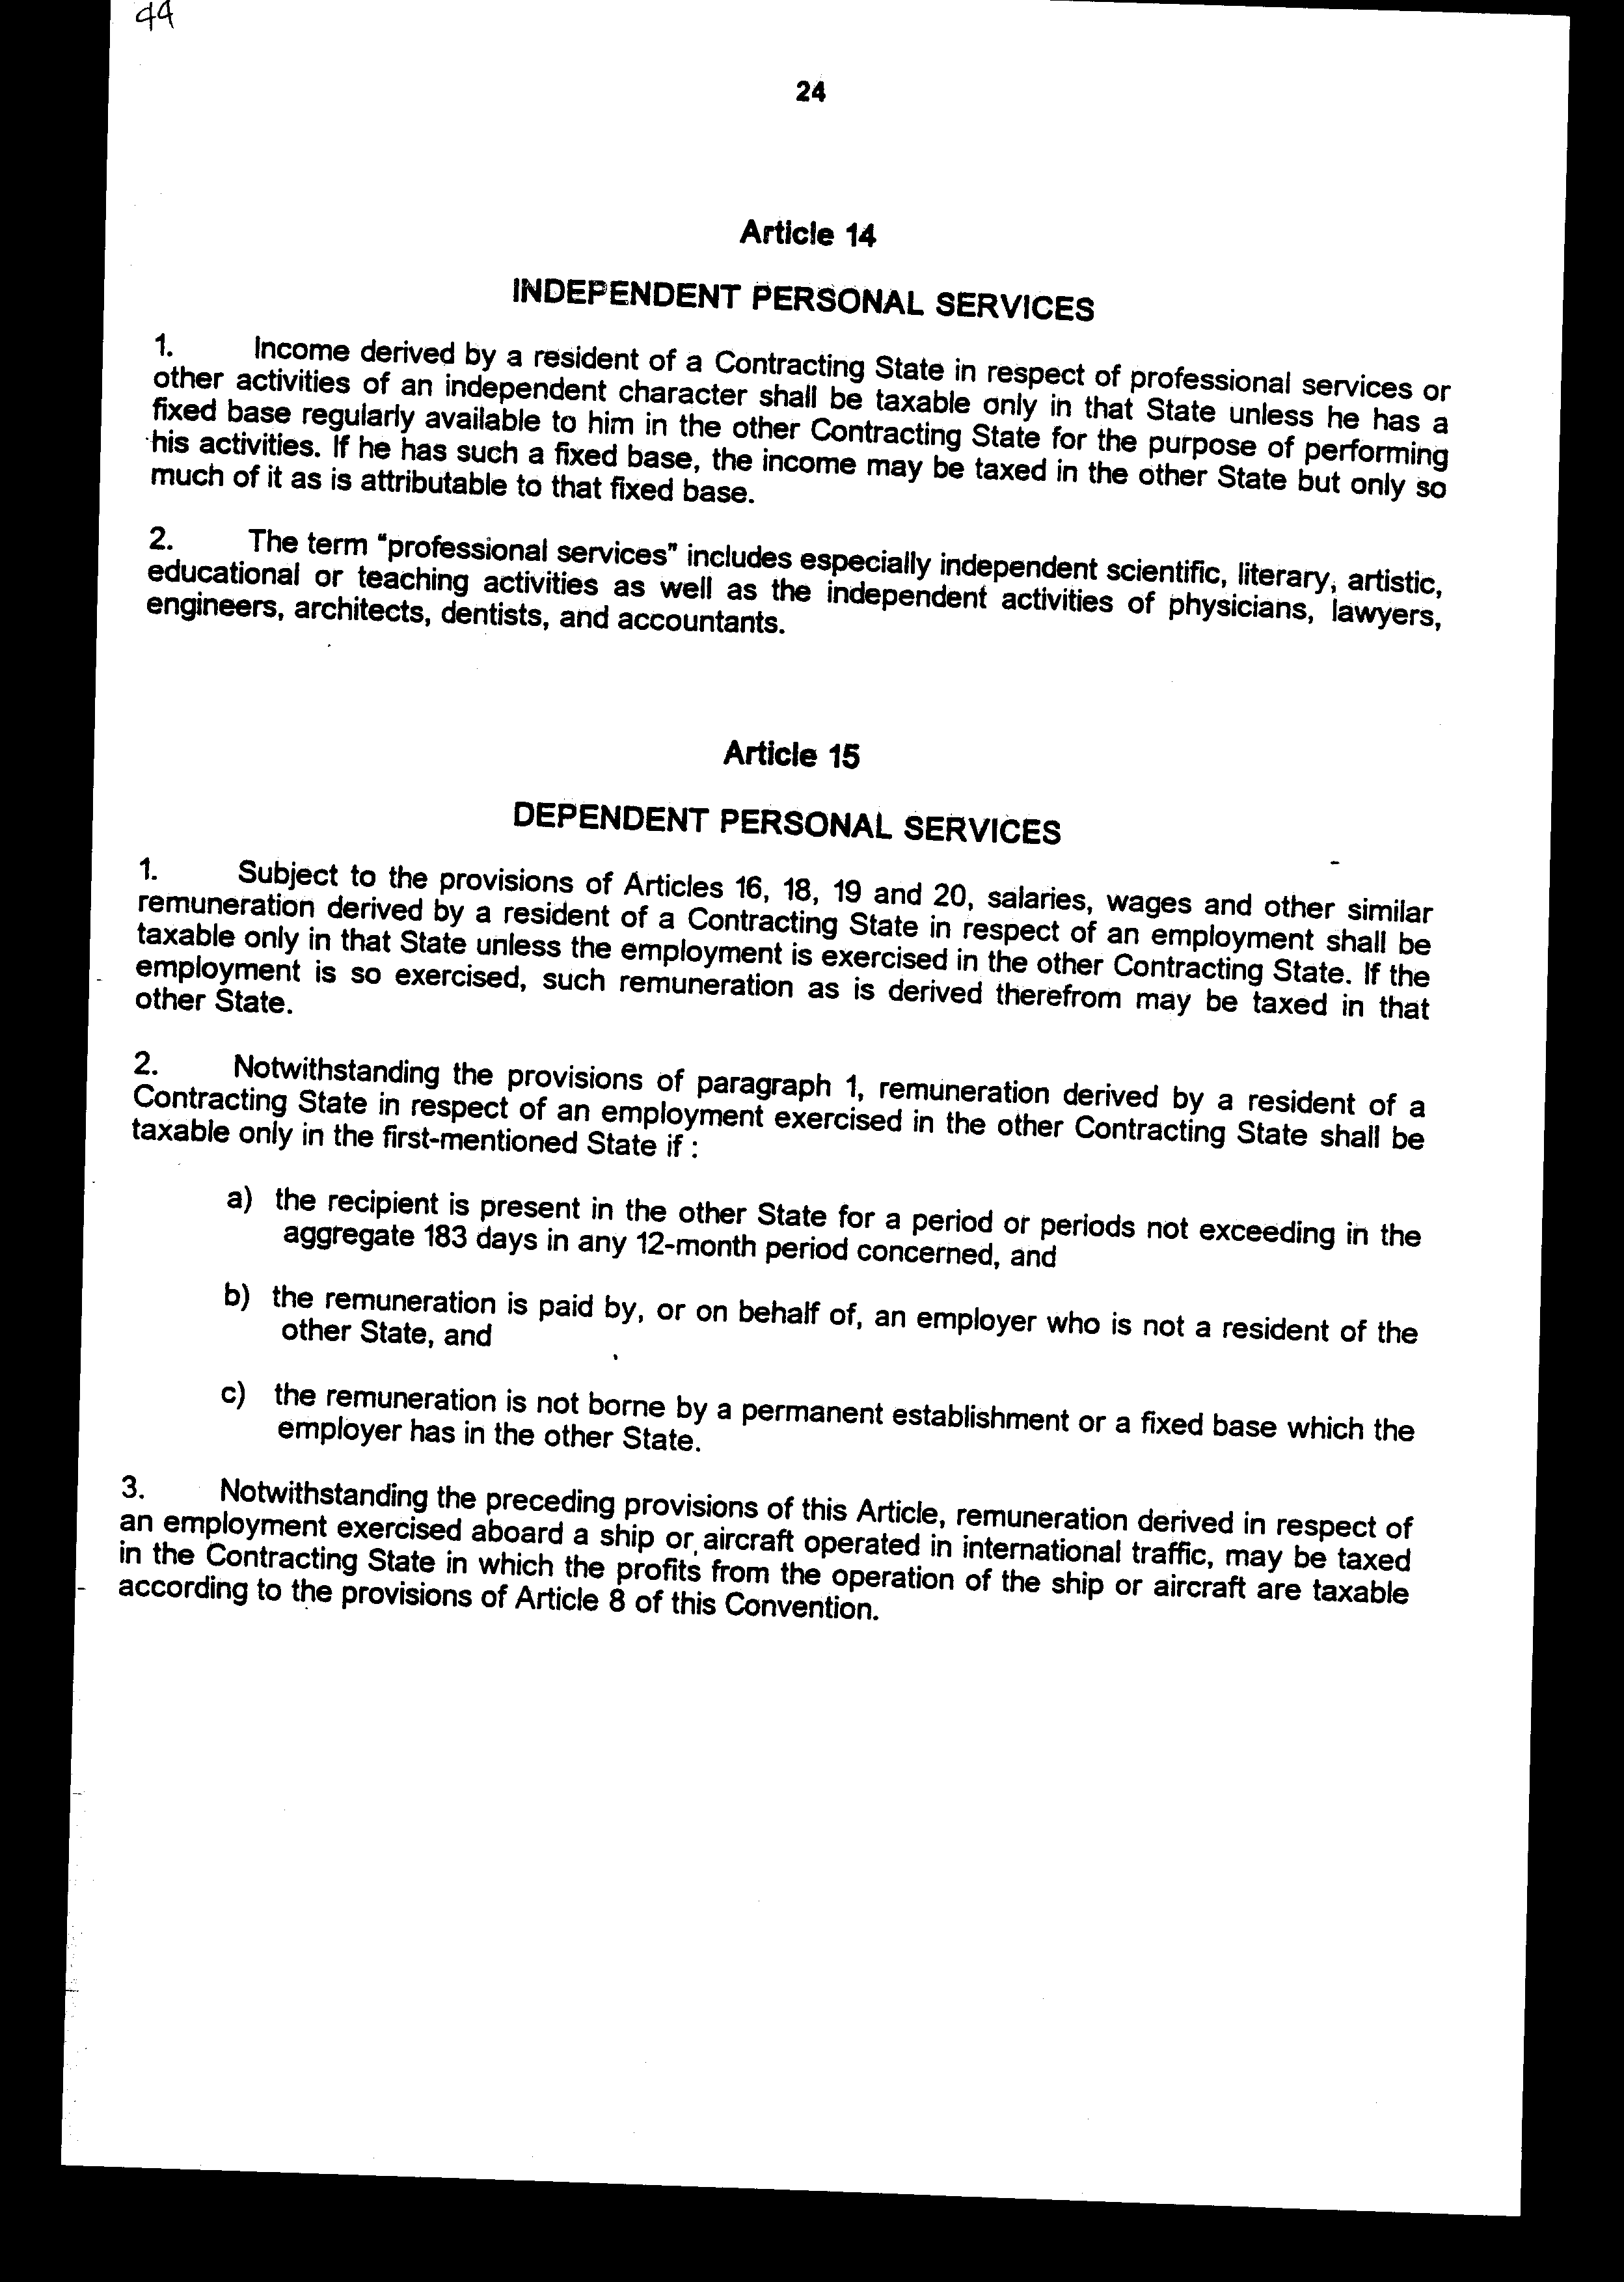 44
24
Article 14
INDEPENDENT PERSONAL SERVICES
1. Income derived by a resident of a Contracting State in respect of professional services or
other activities of an independent character shall be taxable only in that State unless he has a
fixed base regularly available to him in the other Contracting State for the purpose of performing
his activities. If he has such a fixed base, the income may be taxed in the other State but only so
much of it as is attributable to that fixed base.
2. The term “professional services” includes especially independent scientific, literary, artistic,
educational or teaching activities as well as the independent activities of physicians, lawyers,
engineers, architects, dentists, and accountants.
Article 15
DEPENDENT PERSONAL SERVICES
1. Subject to the provisions of Articles 16, 18, 19 and 20, salaries, wages and other similar
remuneration derived by a resident of a Contracting State in respect of an employment shall be
taxable only in that State unless the employment is exercised in the other Contracting State. If the
employment is so exercised, such remuneration as is derived therefrom may be taxed in that
other State.
2. Notwithstanding the provisions of paragraph 1, remuneration derived by a resident of a
Contracting State in respect of an employment exercised in the other Contracting State shall be
taxable only in the first-mentioned State if :
a) the recipient is present in the other State for a period or periods not exceeding in the
aggregate 183 days in any 12-month period concerned, and
b) the remuneration is paid by, or on behalf of, an employer who is not a resident of the
other State, and
c) the remuneration is not borne by a permanent establishment or a fixed base which the
employer has in the other State.
3. Notwithstanding the preceding provisions of this Article, remuneration derived in respect of
an employment exercised aboard a ship or aircraft operated in international traffic, may be taxed
in the Contracting State in which the profits from the operation of the ship or aircraft are taxable
according to the provisions of Article 8 of this Convention.